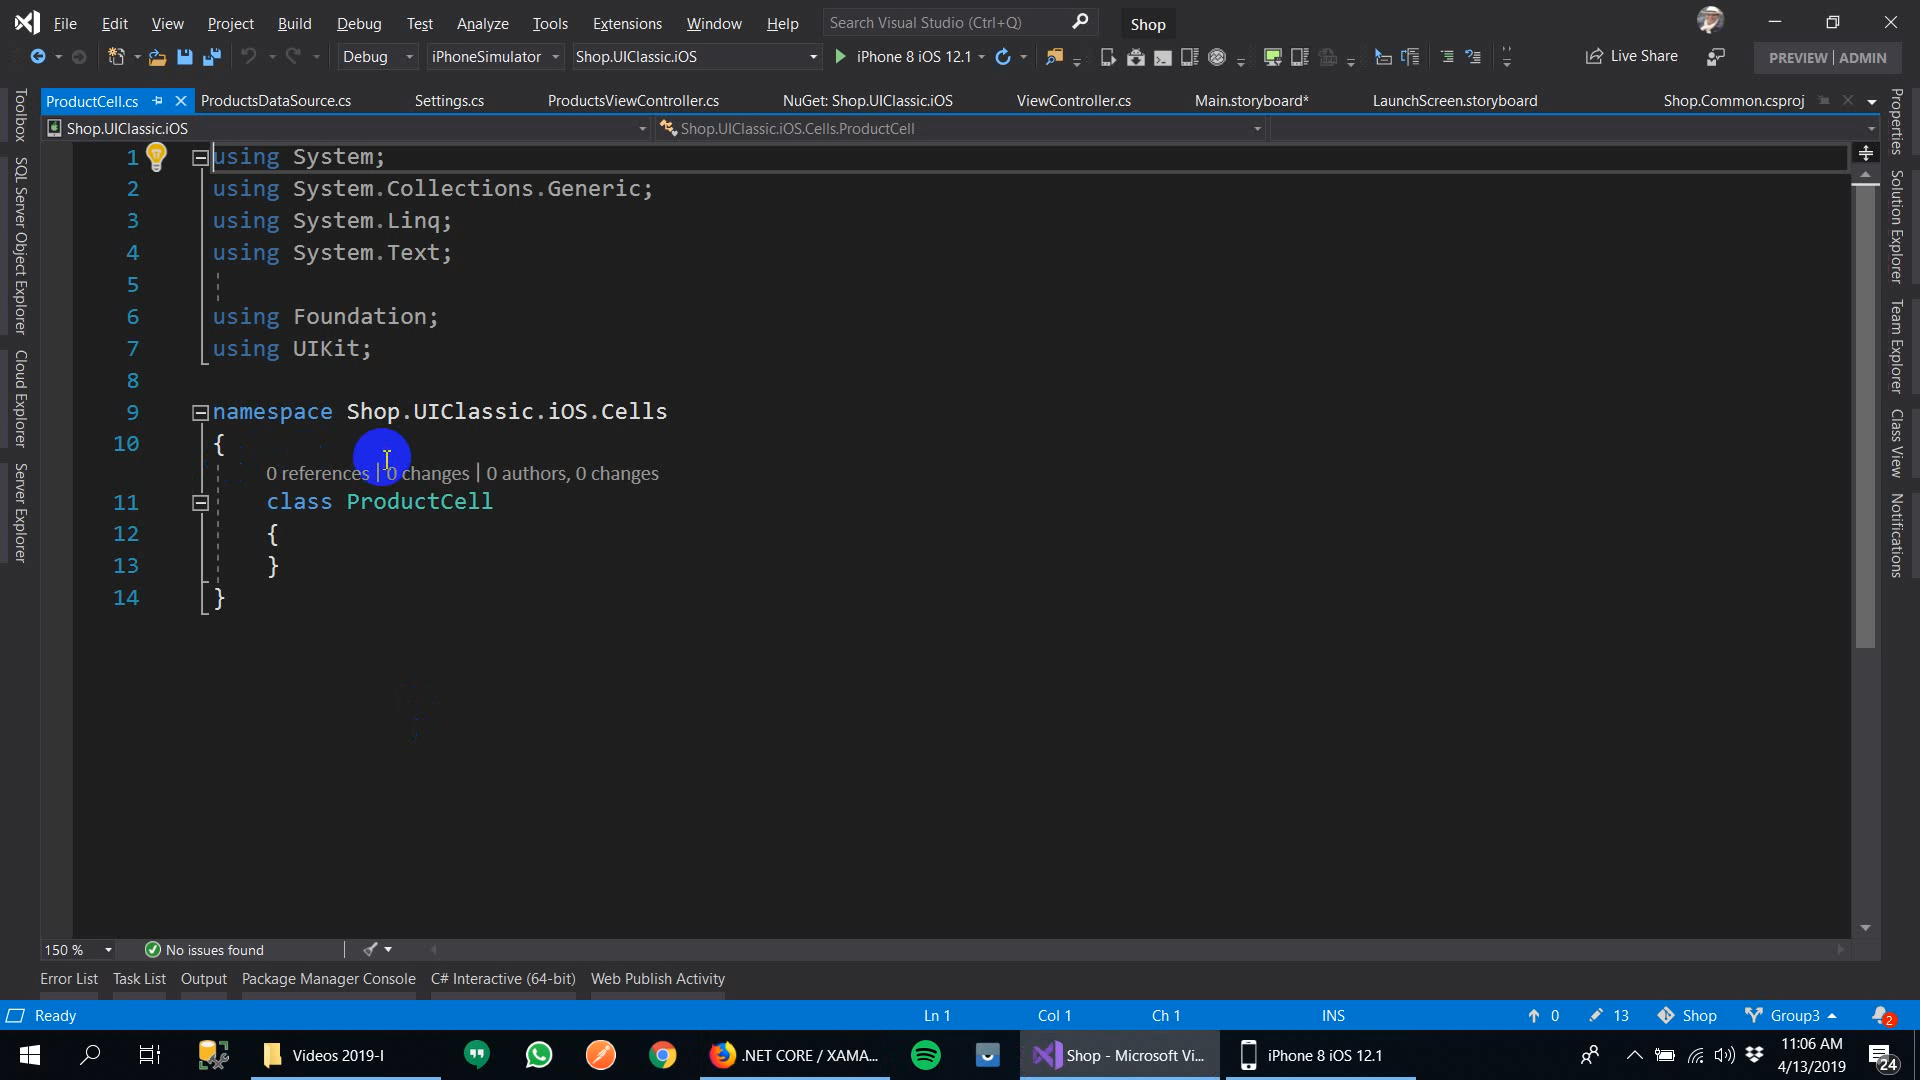 File Edit View Project Build Debug Test Analyze Tools Extensions Window Help Search Visual Studio (Ctrl+Q) Shop
Debug iPhoneSimulator Shop.UIClassic.iOS iPhone 8 iOS 12.1 Live Share PREVIEW | ADMIN
ProductCell.cs ProductsDataSource.cs Settings.cs ProductsViewController.cs NuGet: Shop.UIClassic.iOS ViewController.cs Main.storyboard* LaunchScreen.storyboard Shop.Common.csproj
Shop.UIClassic.iOS Shop.UIClassic.iOS.Cells.ProductCell
Toolbox
SQL Server Object Explorer
Cloud Explorer
Server Explorer
1 using System;
2 using System.Collections.Generic;
3 using System.Linq;
4 using System.Text;
5
6 using Foundation;
7 using UIKit;
8
9 namespace Shop.UIClassic.iOS.Cells
10 {
0 references | 0 changes | 0 authors, 0 changes
11 class ProductCell
12 {
13 }
14 }
Properties
Solution Explorer
Team Explorer
Class View
Notifications
150 % No issues found
Error List Task List Output Package Manager Console C# Interactive (64-bit) Web Publish Activity
Ready Ln 1 Col 1 Ch 1 INS 0 13 Shop Group3 2
Videos 2019-I .NET CORE / XAMA... Shop - Microsoft Vi... iPhone 8 iOS 12.1 11:06 AM
4/13/2019 24